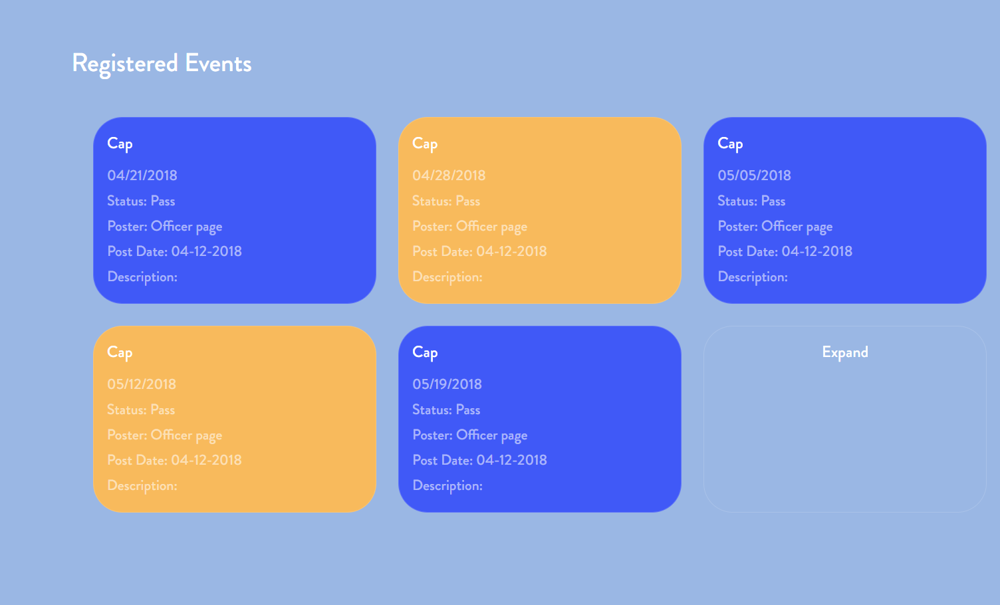 Registered Events
Cap
04/21/2018
Status: Pass
Poster: Officer page
Post Date: 04-12-2018
Description:
Cap
04/28/2018
Status: Pass
Poster: Officer page
Post Date: 04-12-2018
Description:
Cap
05/05/2018
Status: Pass
Poster: Officer page
Post Date: 04-12-2018
Description:
Cap
05/12/2018
Status: Pass
Poster: Officer page
Post Date: 04-12-2018
Description:
Cap
05/19/2018
Status: Pass
Poster: Officer page
Post Date: 04-12-2018
Description:
Expand